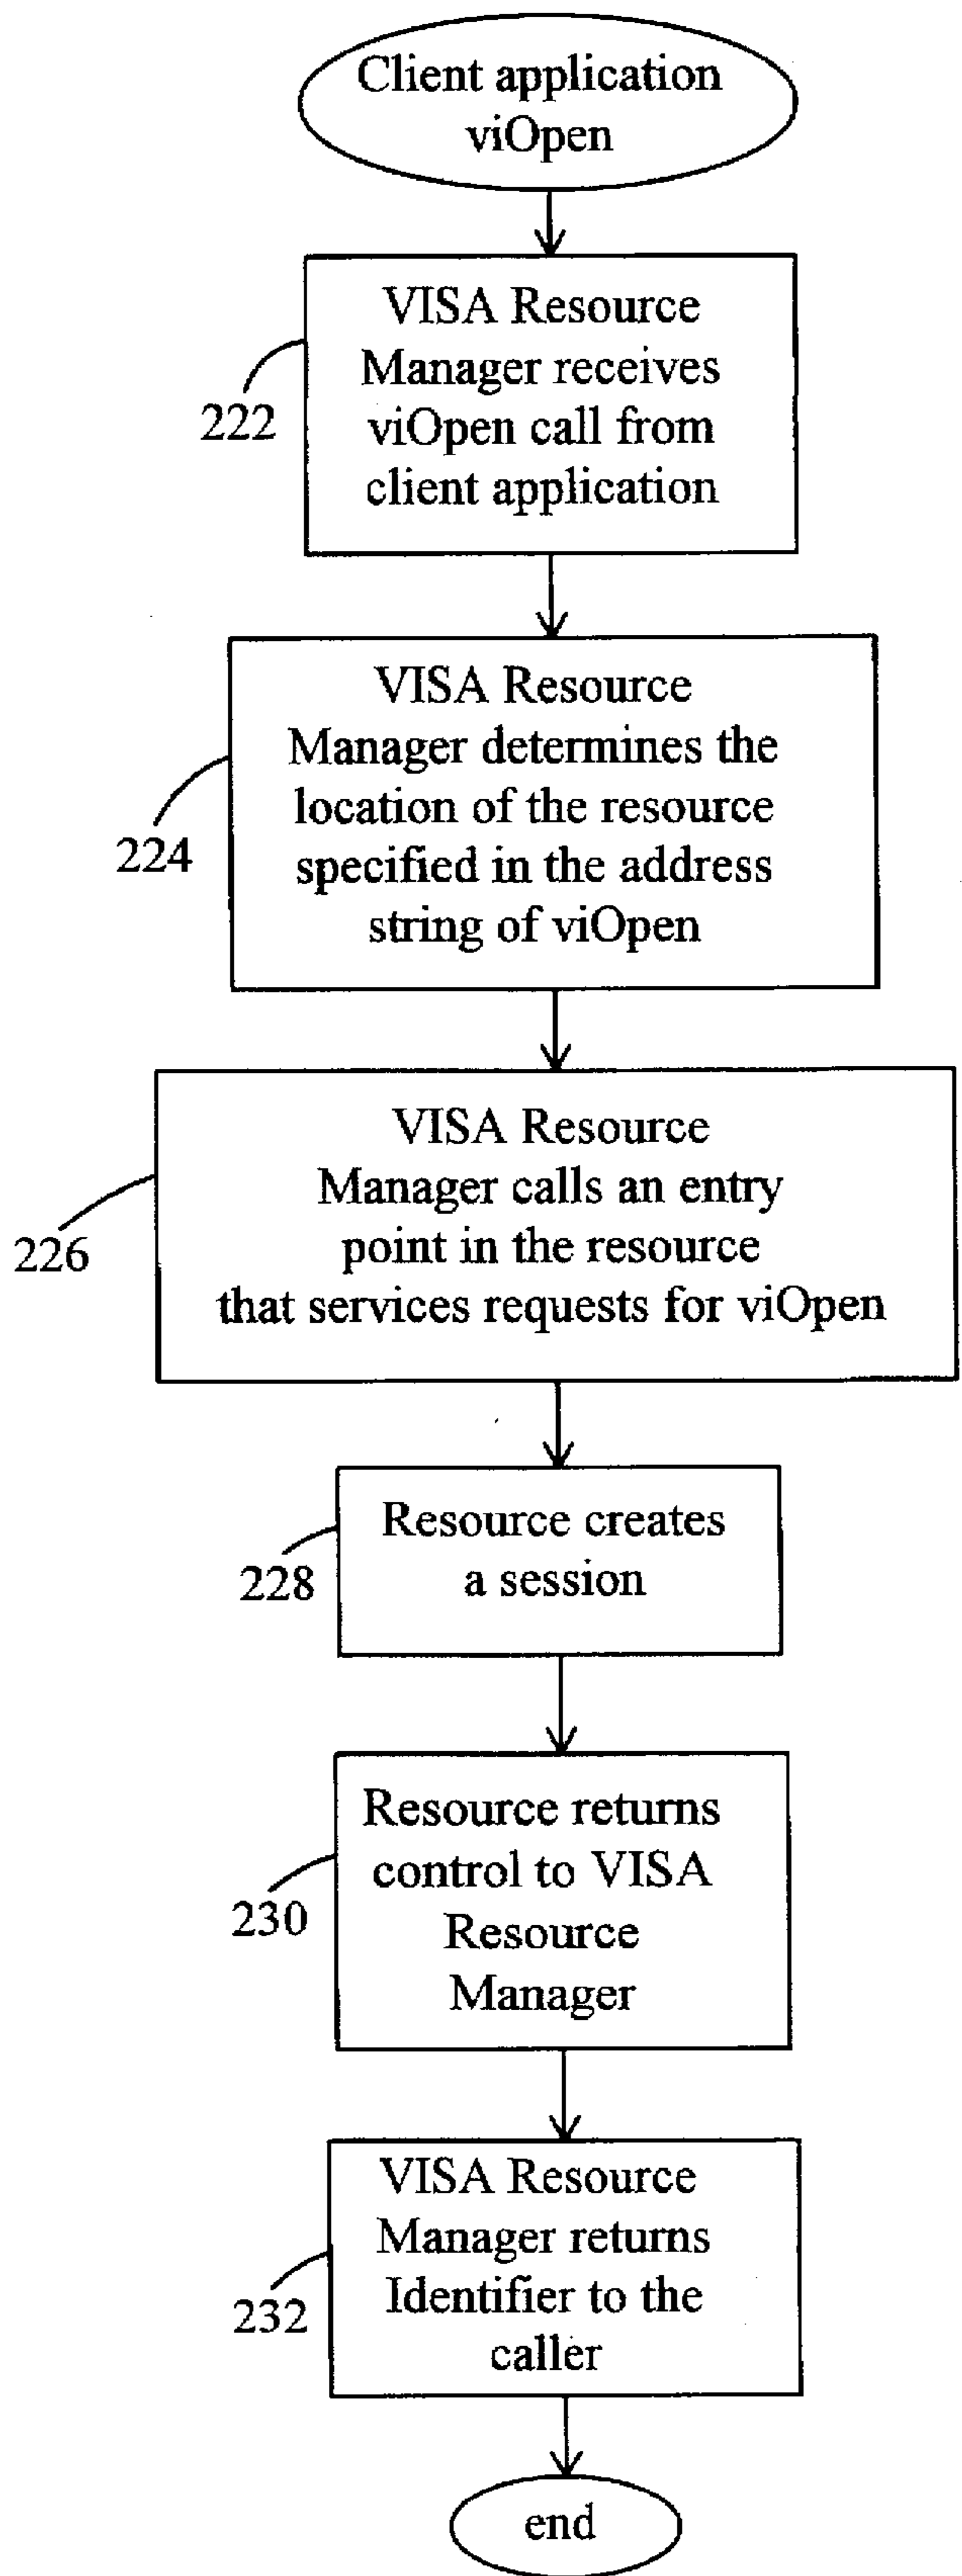 Client application
viOpen
VISA Resource
Manager receives
viOpen call from
client application
222
VISA Resource
Manager determines the
location of the resource
specified in the address
string of viOpen
224
VISA Resource
Manager calls an entry
point in the resource
that services requests for viOpen
226
Resource creates
a session
228
Resource returns
control to VISA
Resource
Manager
230
VISA Resource
Manager returns
Identifier to the
caller
232
end